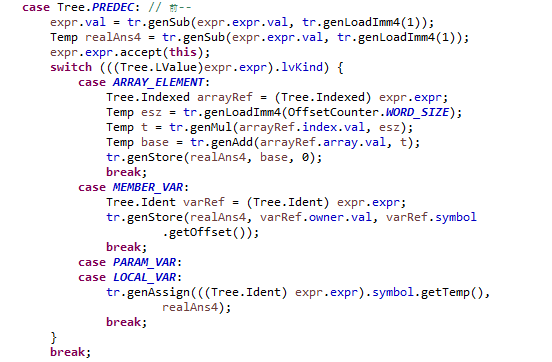 case Tree.PREDEC: // 前--
expr.val = tr.genSub(expr.expr.val, tr.genLoadImm4(1));
Temp realAns4 = tr.genSub(expr.expr.val, tr.genLoadImm4(1));
expr.expr.accept(this);
switch (((Tree.LValue)expr.expr).lvKind) {
case ARRAY_ELEMENT:
Tree.Indexed arrayRef = (Tree.Indexed) expr.expr;
Temp esz = tr.genLoadImm4(OffsetCounter.WORD_SIZE);
Temp t = tr.genMul(arrayRef.index.val, esz);
Temp base = tr.genAdd(arrayRef.array.val, t);
tr.genStore(realAns4, base, 0);
break;
case MEMBER_VAR:
Tree.Ident varRef = (Tree.Ident) expr.expr;
tr.genStore(realAns4, varRef.owner.val, varRef.symbol
.getOffset());
break;
case PARAM_VAR:
case LOCAL_VAR:
tr.genAssign(((Tree.Ident) expr.expr).symbol.getTemp(),
realAns4);
break;
}
break;